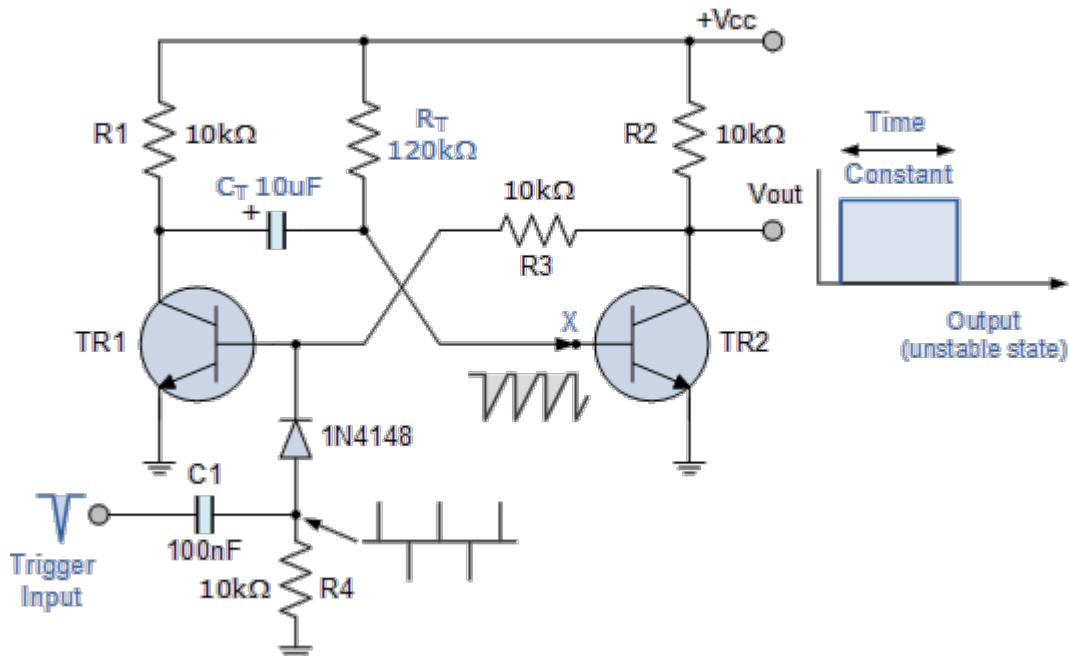 +Vcc
R1
10kΩ
RT
120kΩ
R2
10kΩ
Time
Constant
CT 10uF
+
10kΩ
R3
Vout
TR1
X
TR2
Output
(unstable state)
1N4148
C1
100nF
Trigger
Input
10kΩ
R4